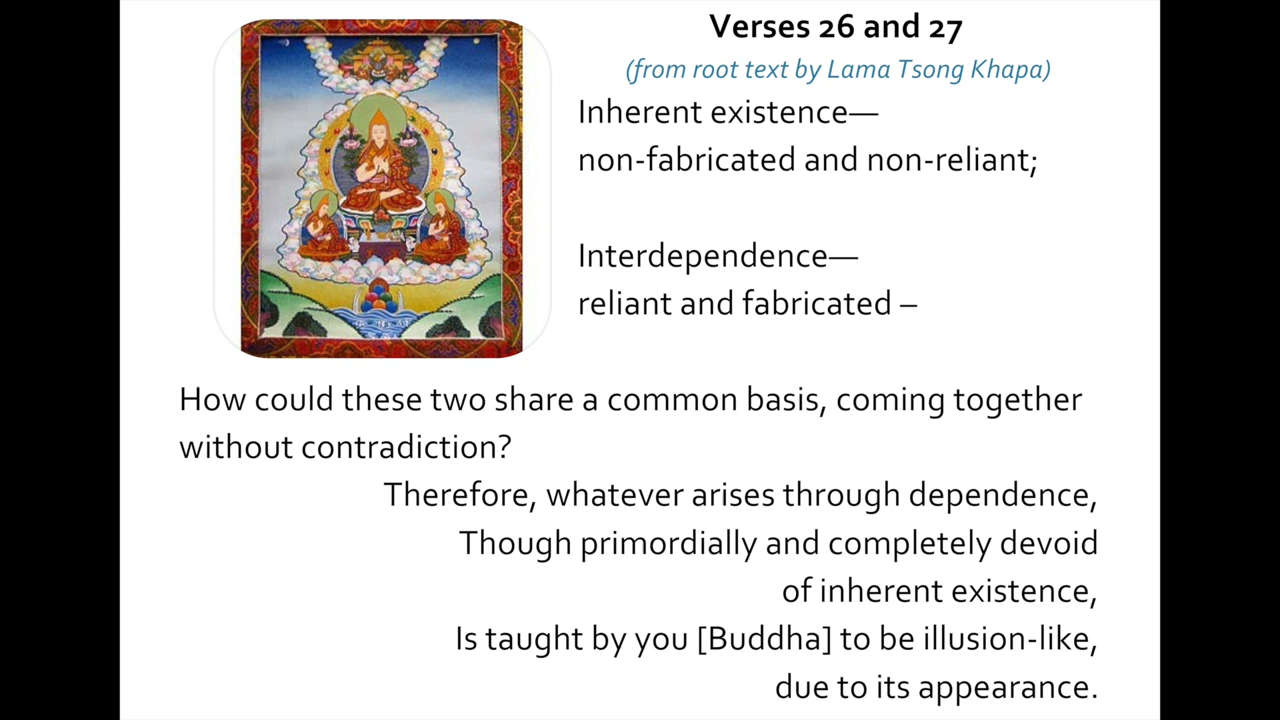 Verses 26 and 27
(from root text by Lama Tsong Khapa)
Inherent existence—
non-fabricated and non-reliant;
Interdependence—
reliant and fabricated –
How could these two share a common basis, coming together
without contradiction?
Therefore, whatever arises through dependence,
Though primordially and completely devoid
of inherent existence,
Is taught by you [Buddha] to be illusion-like,
due to its appearance.